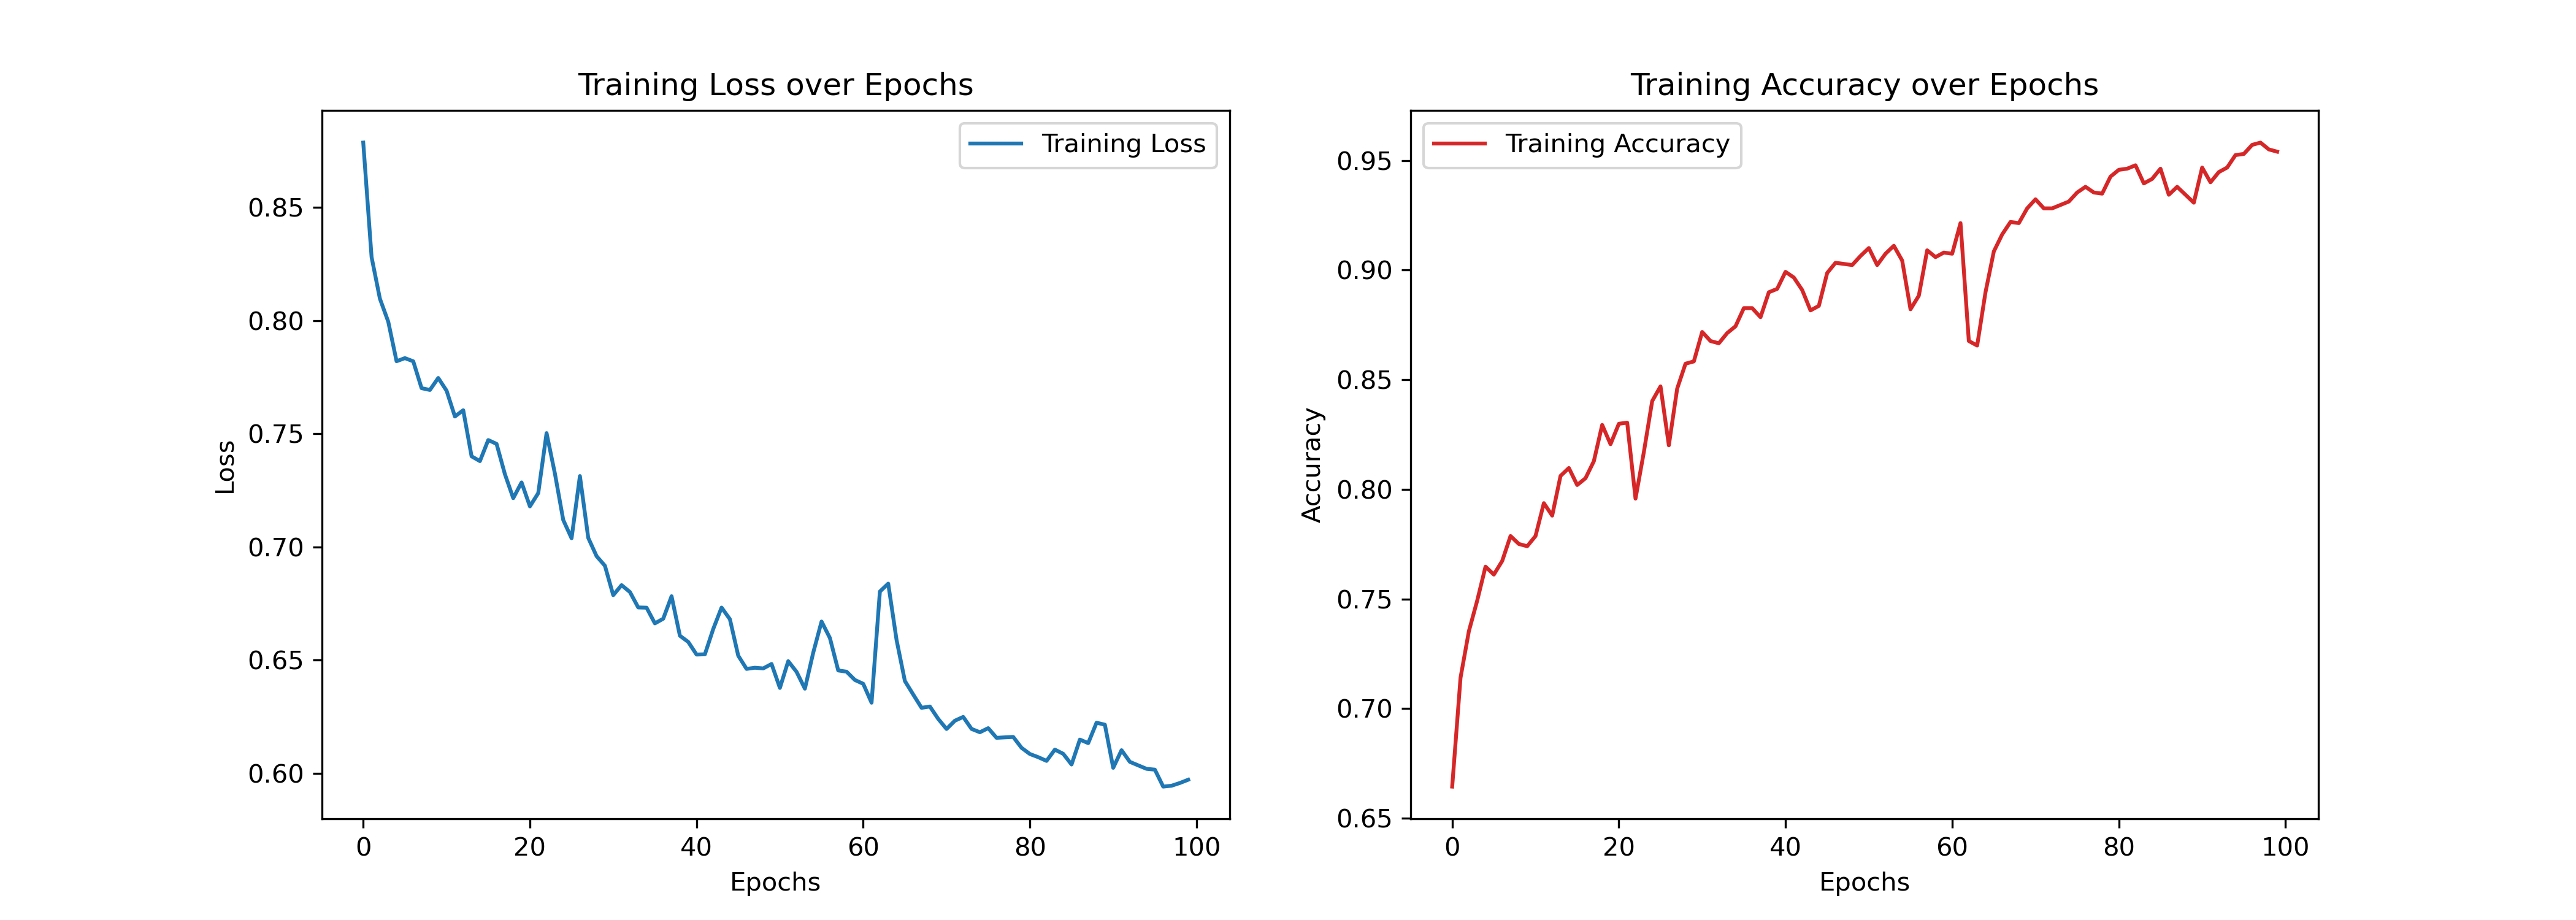 Training Loss over Epochs
Training Loss
0.85
0.80
0.75
0.70
0.65
0.60
Loss
0 20 40 60 80 100
Epochs
Training Accuracy over Epochs
Training Accuracy
0.95
0.90
0.85
0.80
0.75
0.70
0.65
Accuracy
0 20 40 60 80 100
Epochs